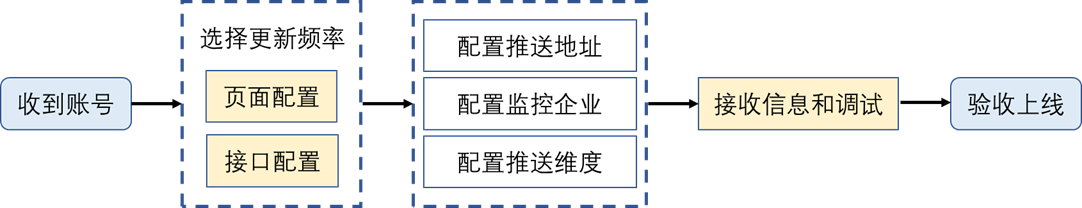 收到账号
选择更新频率
页面配置
接口配置
配置推送地址
配置监控企业
配置推送维度
接收信息和调试
验收上线